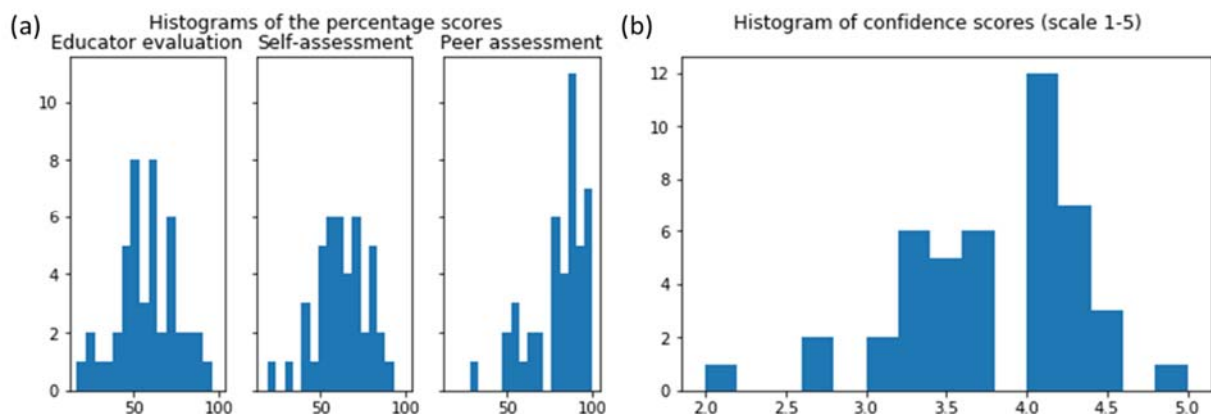 (a) Histograms of the percentage scores
Educator evaluation Self-assessment Peer assessment
10
8
6
4
2
0
50 100 50 100 50 100
(b) Histogram of confidence scores (scale 1-5)
12
10
8
6
4
2
0
2.0 2.5 3.0 3.5 4.0 4.5 5.0